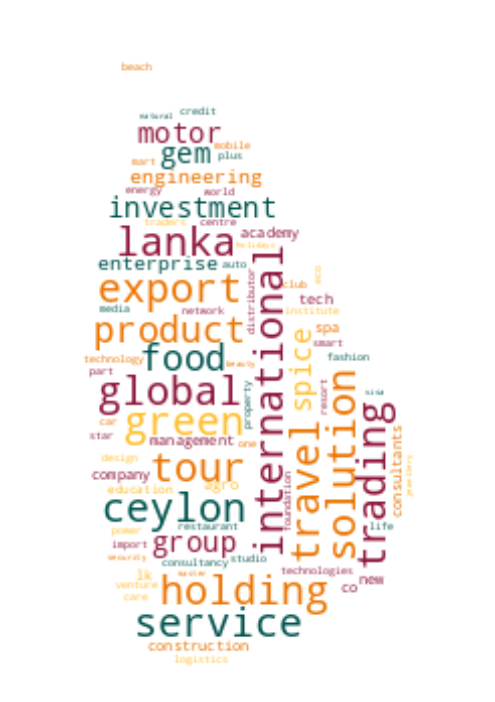 beach
natural credit
motor
gem mobile
mart plus
engineering
energy world
investment
traders centre
lanka academy
holidays
enterprise auto
export
distributor
international
club
eco
tech
media network
institute
product
spa
smart
technology food
beauty
fashion
part
global
property
spice
resort
visa
green
car
star management one
travel
solution
trading
consultants
jewellery
design tour
company
education agro
foundation
ceylon
restaurant
life
power
import group
security consultancy studio
technologies
lk master
new
venture holding co
care
service
construction
logistics